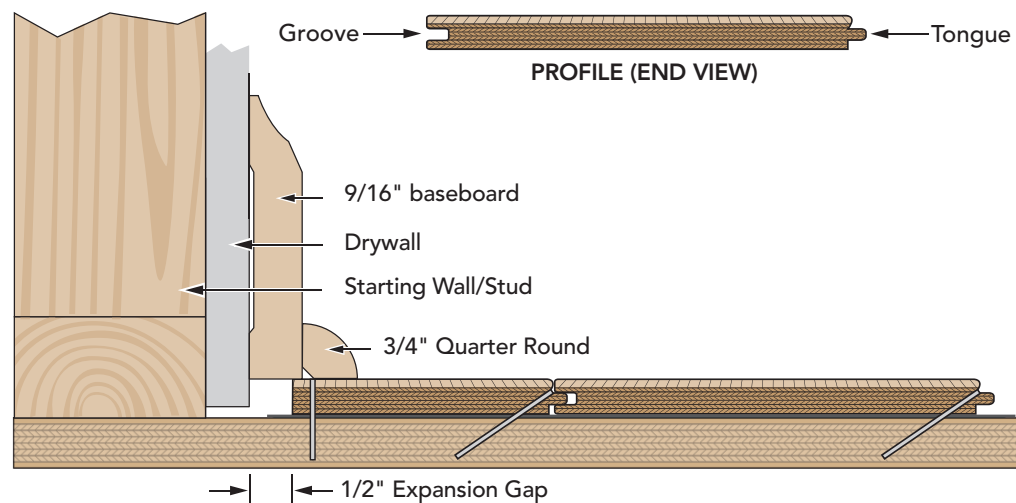 Groove
Tongue
PROFILE (END VIEW)
9/16" baseboard
Drywall
Starting Wall/Stud
3/4" Quarter Round
1/2" Expansion Gap